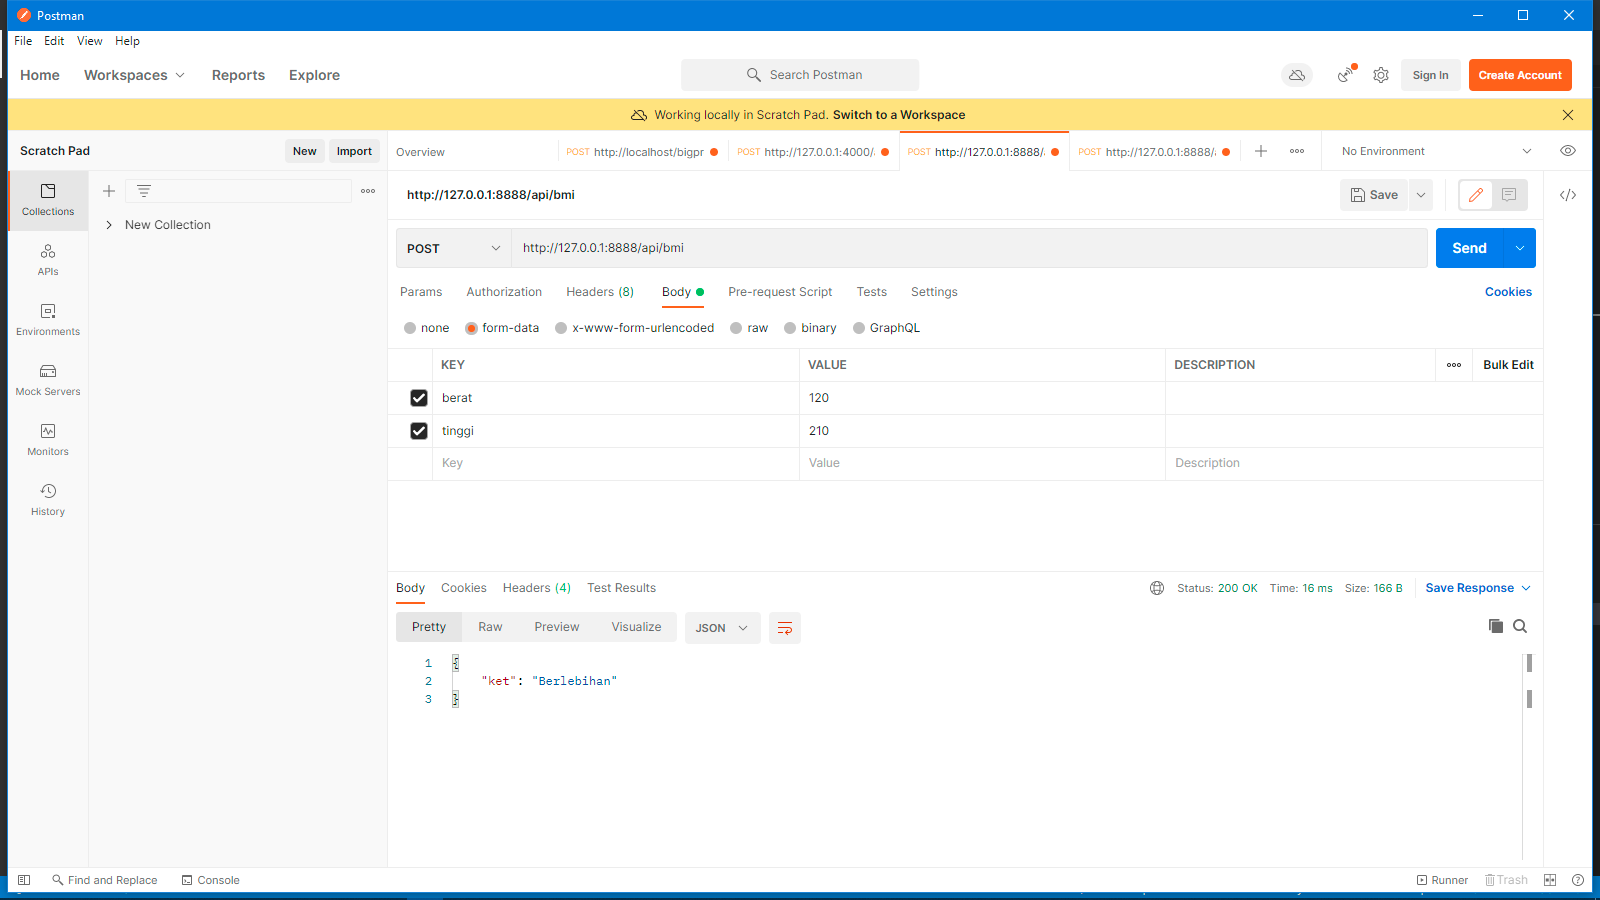 Postman
File Edit View Help
Home Workspaces Reports Explore Search Postman Sign In Create Account
Working locally in Scratch Pad. Switch to a Workspace
Scratch Pad New Import
Overview POST http://localhost/bigpr POST http://127.0.0.1:4000/ POST http://127.0.0.1:8888/ POST http://127.0.0.1:8888/ No Environment
Collections
New Collection
APIs
Environments
Mock Servers
Monitors
History
http://127.0.0.1:8888/api/bmi Save
POST http://127.0.0.1:8888/api/bmi Send
Params Authorization Headers (8) Body Pre-request Script Tests Settings Cookies
none form-data x-www-form-urlencoded raw binary GraphQL
KEY VALUE DESCRIPTION Bulk Edit
berat 120
tinggi 210
Key Value Description
Body Cookies Headers (4) Test Results Status: 200 OK Time: 16 ms Size: 166 B Save Response
Pretty Raw Preview Visualize JSON
1 {
2 "ket": "Berlebihan"
3 }
Find and Replace Console Runner Trash